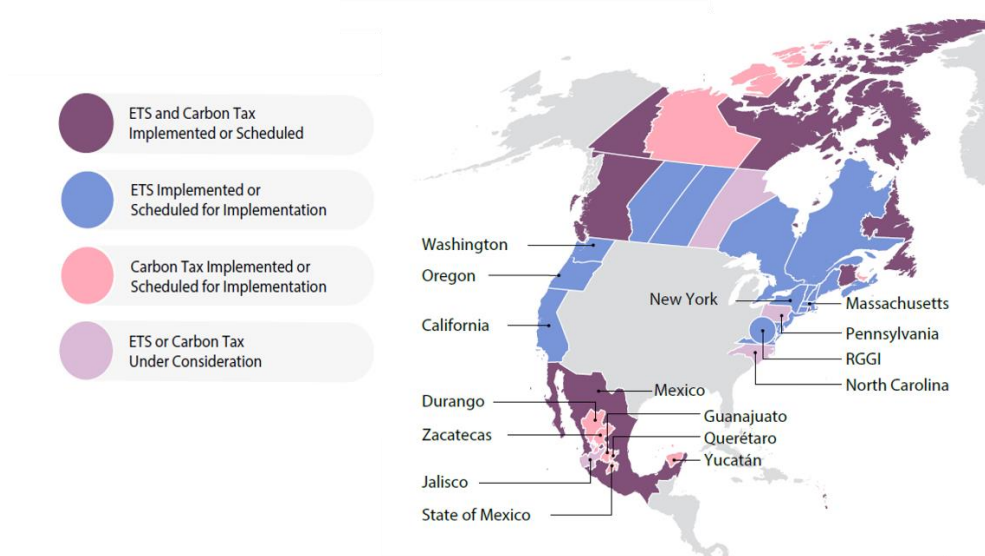 ETS and Carbon Tax
Implemented or Scheduled
ETS Implemented or
Scheduled for Implementation
Carbon Tax Implemented or
Scheduled for Implementation
ETS or Carbon Tax
Under Consideration
Washington
Oregon
California
New York
Massachusetts
Pennsylvania
RGGI
North Carolina
Mexico
Durango
Guanajuato
Zacatecas
Querétaro
Yucatán
Jalisco
State of Mexico